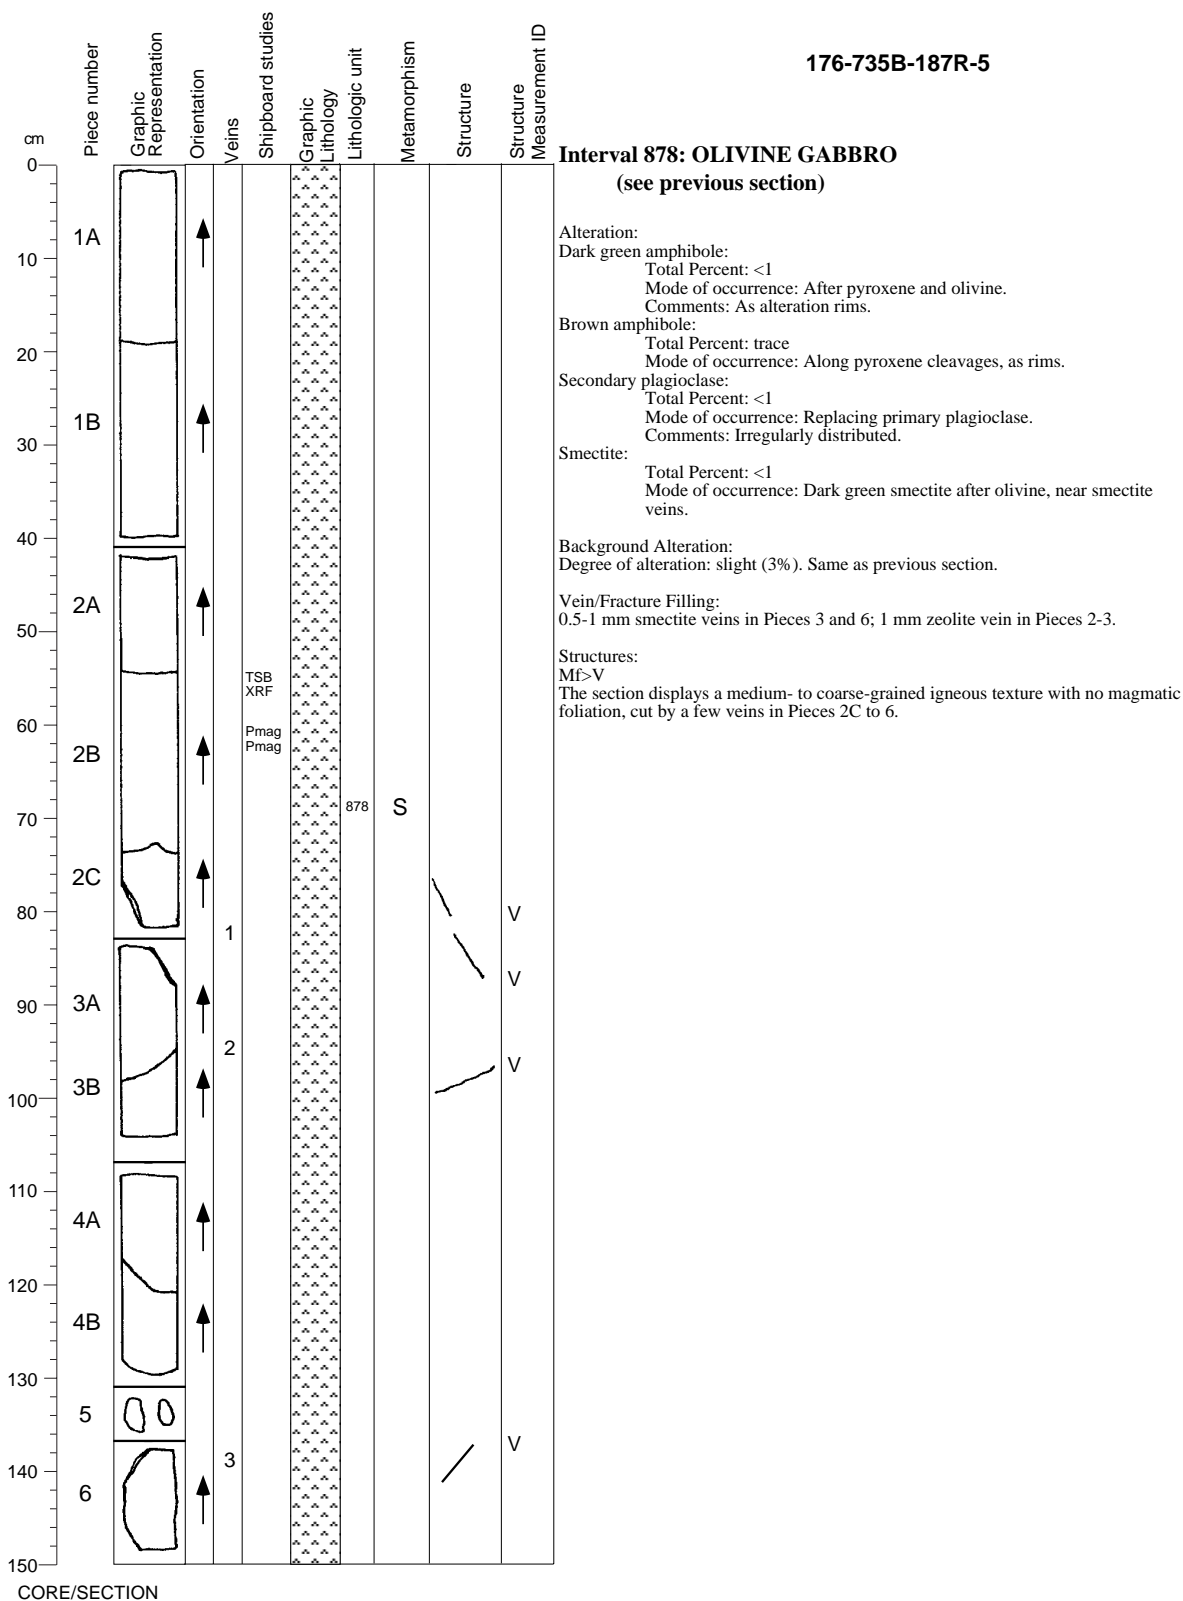 176-735B-187R-5
cm
Piece number
Graphic
Representation
Orientation
Veins
Shipboard studies
Graphic
Lithology
Lithologic unit
Metamorphism
Structure
Structure
Measurement ID
0
10
20
30
40
50
60
70
80
90
100
110
120
130
140
150
1A
1B
2A
2B
2C
3A
3B
4A
4B
5
6
1
2
3
TSB
XRF
Pmag
Pmag
878
S
V
V
V
V
CORE/SECTION
Interval 878: OLIVINE GABBRO
(see previous section)
Alteration:
Dark green amphibole:
Total Percent: <1
Mode of occurrence: After pyroxene and olivine.
Comments: As alteration rims.
Brown amphibole:
Total Percent: trace
Mode of occurrence: Along pyroxene cleavages, as rims.
Secondary plagioclase:
Total Percent: <1
Mode of occurrence: Replacing primary plagioclase.
Comments: Irregularly distributed.
Smectite:
Total Percent: <1
Mode of occurrence: Dark green smectite after olivine, near smectite
veins.
Background Alteration:
Degree of alteration: slight (3%). Same as previous section.
Vein/Fracture Filling:
0.5-1 mm smectite veins in Pieces 3 and 6; 1 mm zeolite vein in Pieces 2-3.
Structures:
Mf>V
The section displays a medium- to coarse-grained igneous texture with no magmatic
foliation, cut by a few veins in Pieces 2C to 6.